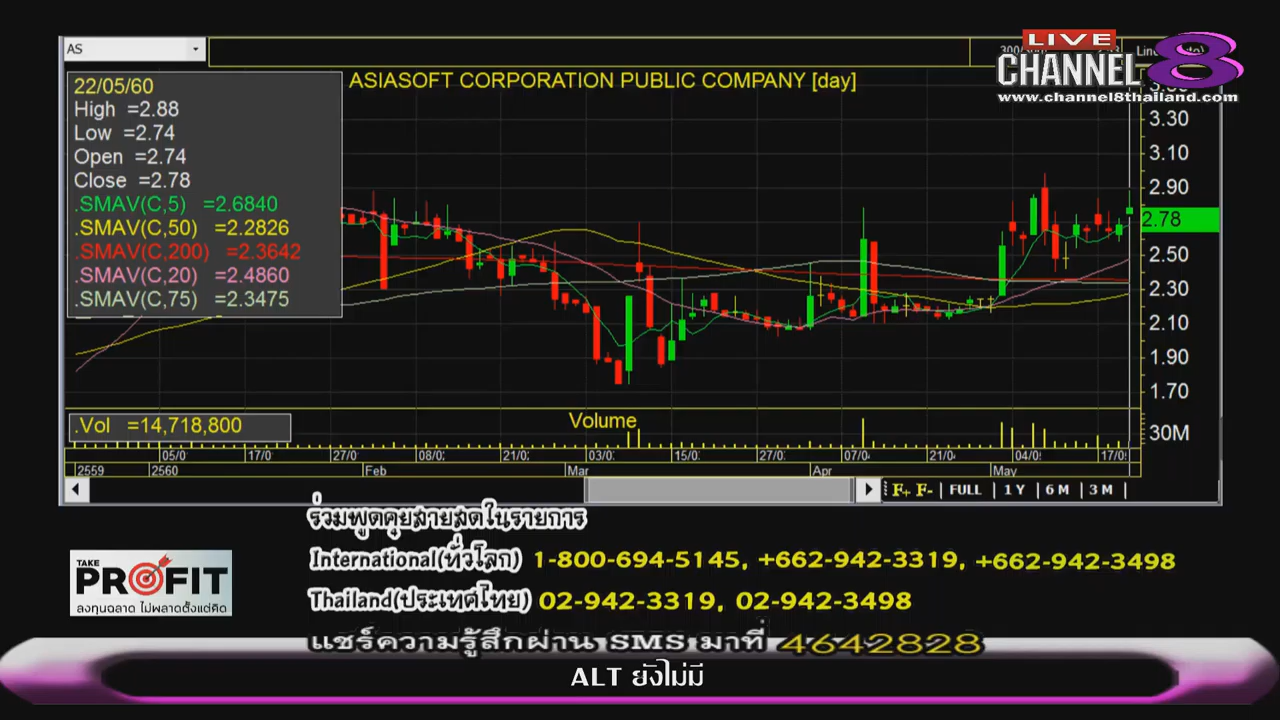 AS
LIVE
CHANNEL 8
www.channel8thailand.com
ASIASOFT CORPORATION PUBLIC COMPANY [day]
22/05/60
High =2.88
Low =2.74
Open =2.74
Close =2.78
.SMAV(C,5) =2.6840
.SMAV(C,50) =2.2826
.SMAV(C,200) =2.3642
.SMAV(C,20) =2.4860
.SMAV(C,75) =2.3475
3.30
3.10
2.90
2.78
2.50
2.30
2.10
1.90
1.70
.Vol =14,718,800
Volume
30M
05/0 17/0 27/0 8/0 21/0 03/0 15/0 27/0 07/0 21/0 04/0 17/0
2559 2560 Feb Mar Apr May
F+ F- FULL 1 Y 6 M 3 M
ร่วมพูดคุยสายสดในรายการ
International(ทั่วโลก) 1-800-694-5145, +662-942-3319, +662-942-3498
TAKE
PROFIT
ลงทุนฉลาด ไม่พลาดตั้งแต่คิด
Thailand(ประเทศไทย) 02-942-3319, 02-942-3498
แชร์ความรู้สึกผ่าน SMS มาที่ 4642828
ALT ยังไม่มี